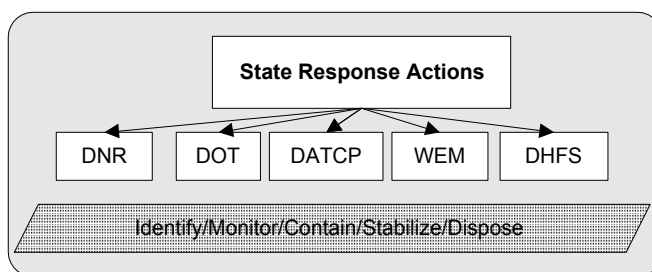 State Response Actions
DNR DOT DATCP WEM DHFS
Identify/Monitor/Contain/Stabilize/Dispose